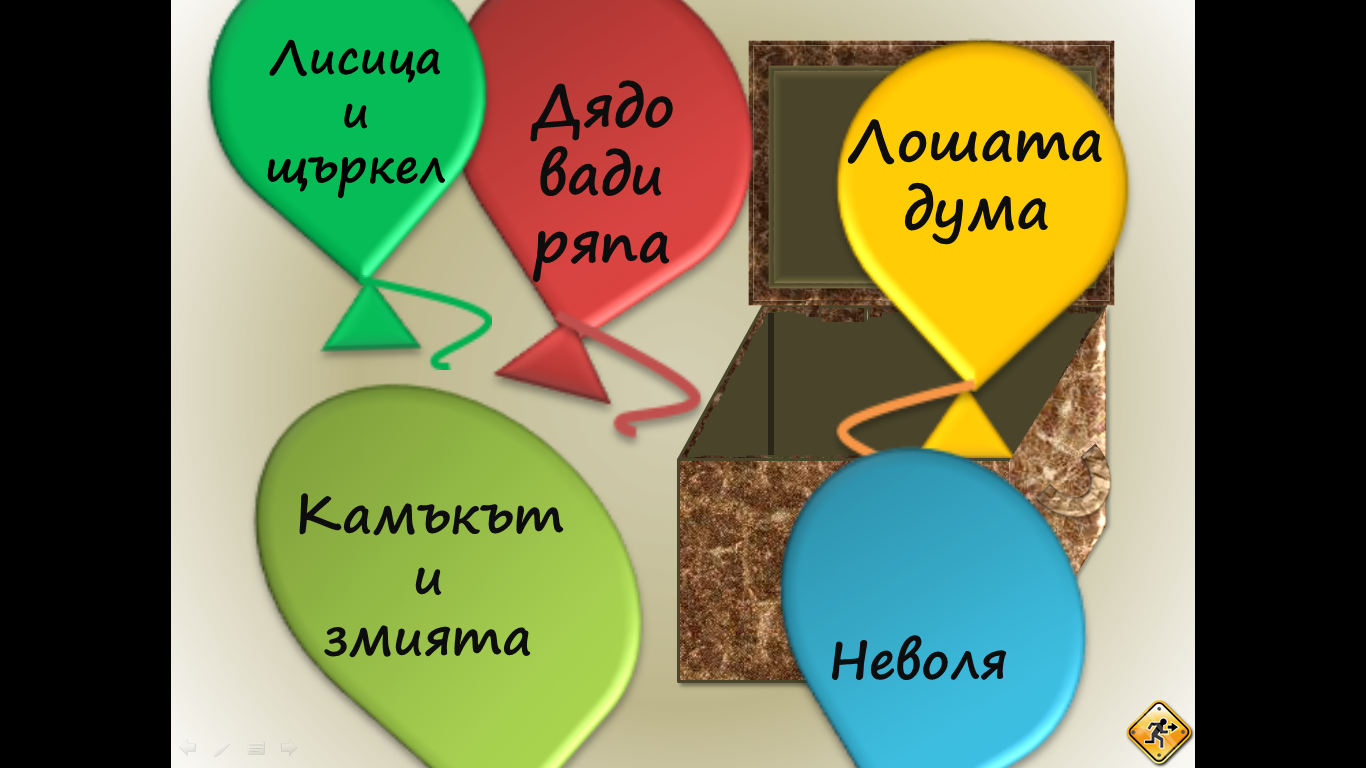 Лисица
и
щъркел
Дядо
вади
ряпа
Лошата
дума
Камъкът
и
змията
Неволя